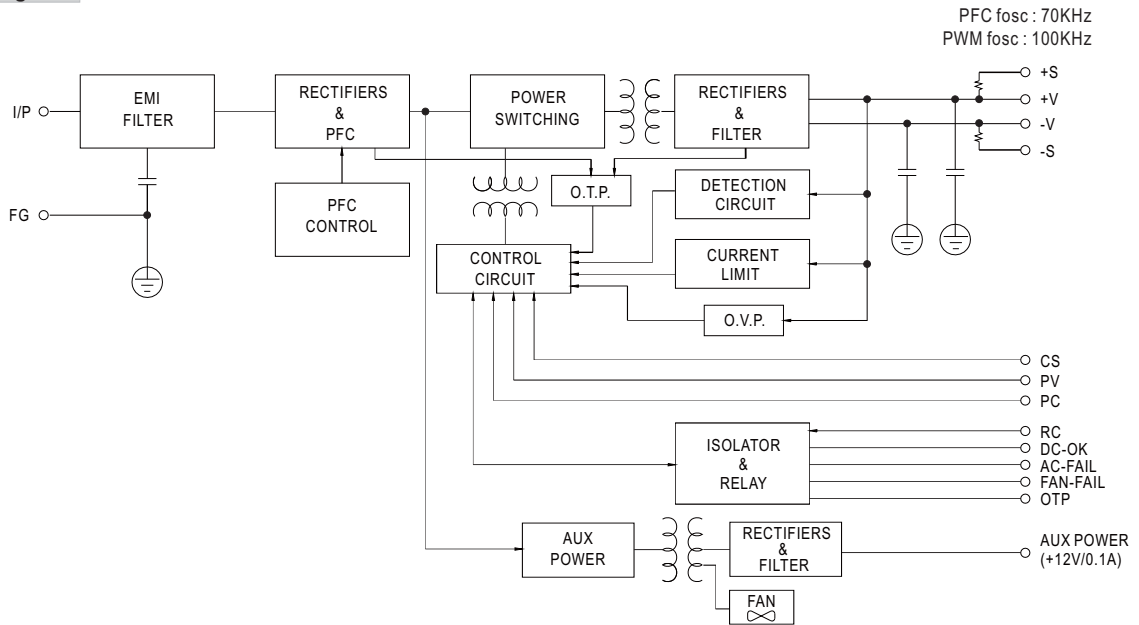 PFC fosc : 70KHz
PWM fosc : 100KHz
I/P
EMI
FILTER
RECTIFIERS
&
PFC
POWER
SWITCHING
RECTIFIERS
&
FILTER
+S
+V
-V
-S
FG
PFC
CONTROL
O.T.P.
DETECTION
CIRCUIT
CONTROL
CIRCUIT
CURRENT
LIMIT
O.V.P.
CS
PV
PC
ISOLATOR
&
RELAY
RC
DC-OK
AC-FAIL
FAN-FAIL
OTP
AUX
POWER
RECTIFIERS
&
FILTER
AUX POWER
(+12V/0.1A)
FAN